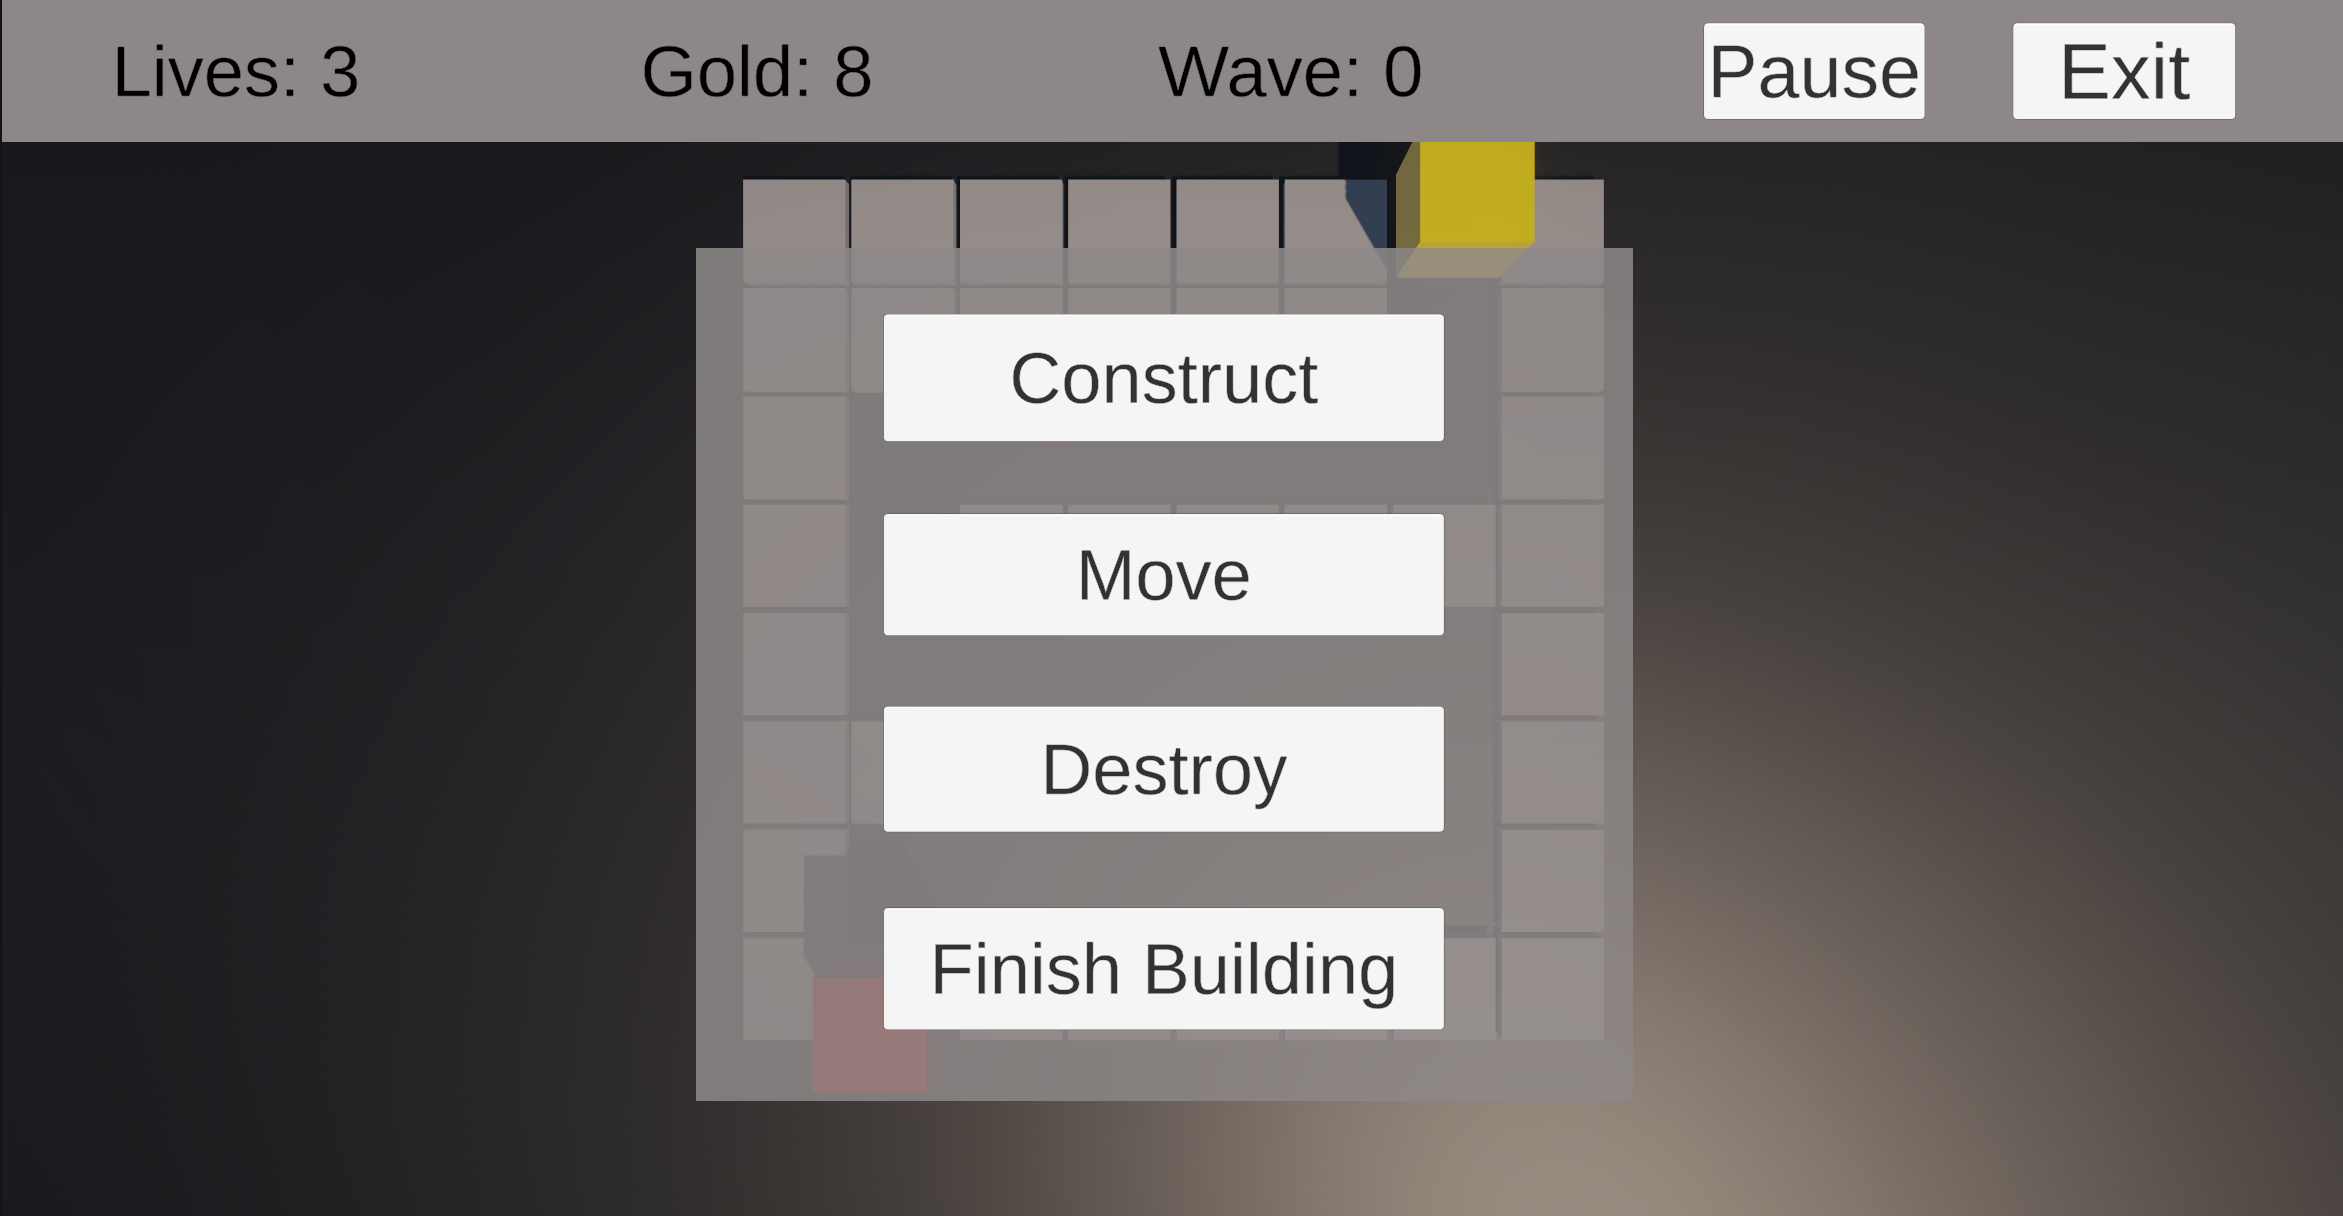 Lives: 3
Gold: 8
Wave: 0
Pause
Exit
Construct
Move
Destroy
Finish Building